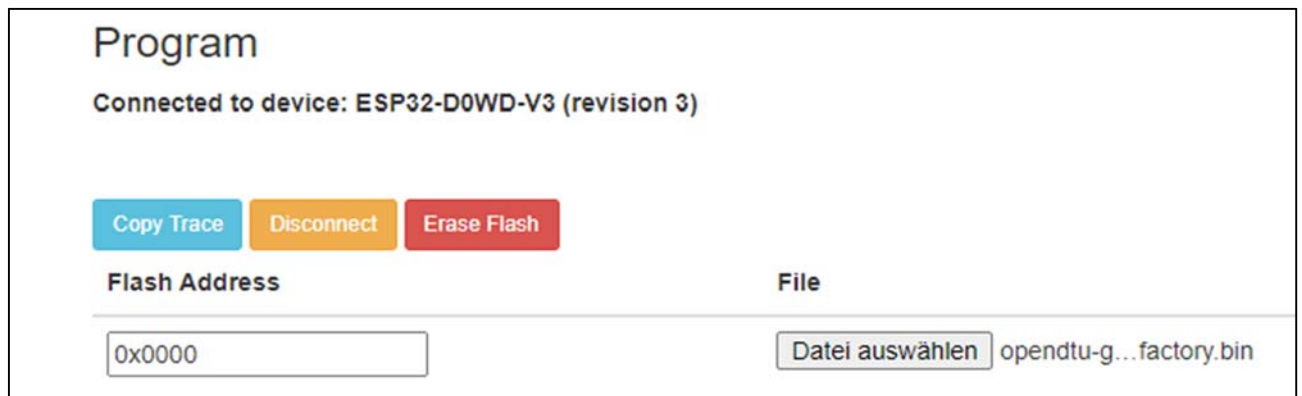 Program
Connected to device: ESP32-D0WD-V3 (revision 3)
Copy Trace Disconnect Erase Flash
Flash Address File
0x0000 Datei auswählen opendtu-g...factory.bin